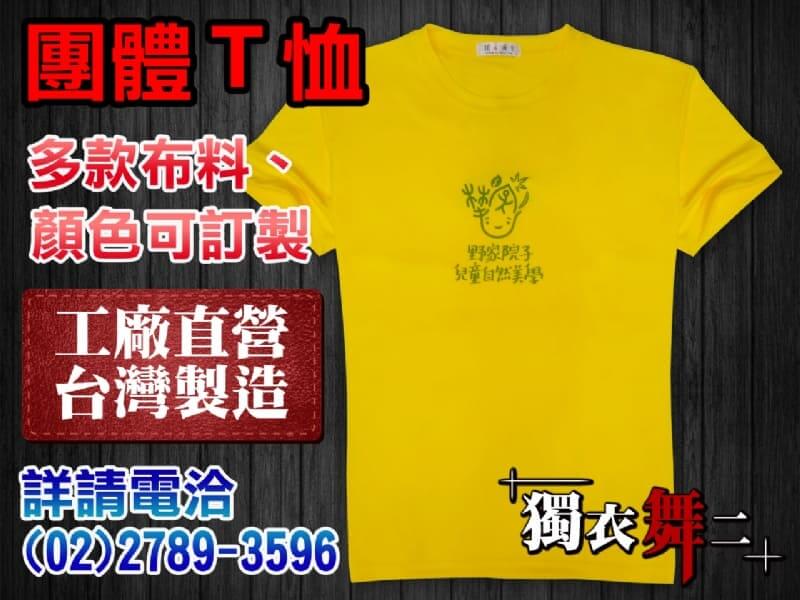 團體T恤
多款布料、
顏色可訂製
工廠直營
台灣製造
詳請電洽
(02)2789-3596
野家院子
兒童自然美學
獨衣舞二